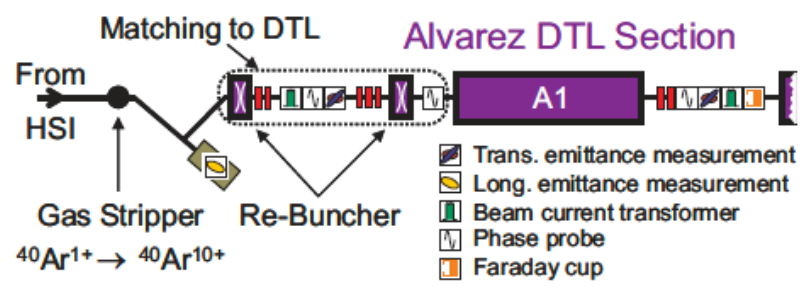 Matching to DTL
Alvarez DTL Section
From
HSI
A1
Gas Stripper
⁴⁰Ar¹⁺→ ⁴⁰Ar¹⁰⁺
Re-Buncher
Trans. emittance measurement
Long. emittance measurement
Beam current transformer
Phase probe
Faraday cup